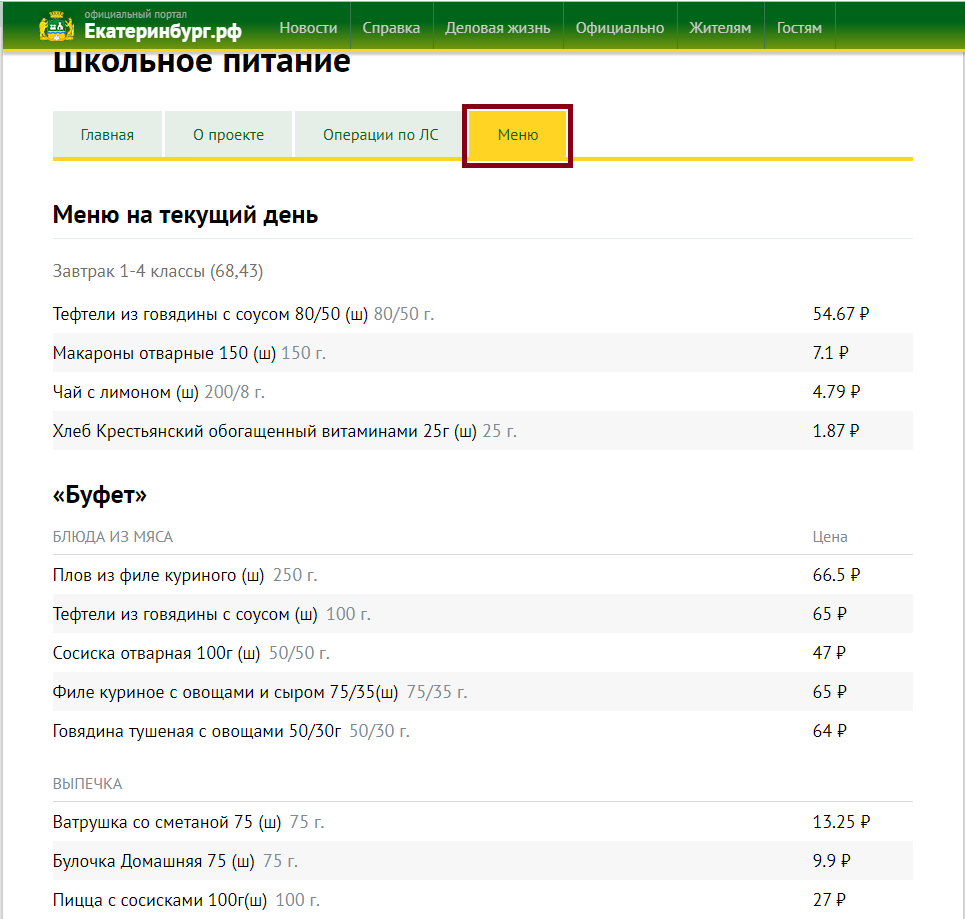 официальный портал
Екатеринбург.рф
Новости Справка Деловая жизнь Официально Жителям Гостям
Школьное питание
Главная О проекте Операции по ЛС Меню
Меню на текущий день
Завтрак 1-4 классы (68,43)
Тефтели из говядины с соусом 80/50 (ш) 80/50 г. 54.67 ₽
Макароны отварные 150 (ш) 150 г. 7.1 ₽
Чай с лимоном (ш) 200/8 г. 4.79 ₽
Хлеб Крестьянский обогащенный витаминами 25г (ш) 25 г. 1.87 ₽
«Буфет»
БЛЮДА ИЗ МЯСА Цена
Плов из филе куриного (ш) 250 г. 66.5 ₽
Тефтели из говядины с соусом (ш) 100 г. 65 ₽
Сосиска отварная 100г (ш) 50/50 г. 47 ₽
Филе куриное с овощами и сыром 75/35(ш) 75/35 г. 65 ₽
Говядина тушеная с овощами 50/30г 50/30 г. 64 ₽
ВЫПЕЧКА
Ватрушка со сметаной 75 (ш) 75 г. 13.25 ₽
Булочка Домашняя 75 (ш) 75 г. 9.9 ₽
Пицца с сосисками 100г(ш) 100 г. 27 ₽